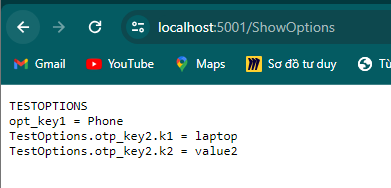 localhost:5001/ShowOptions
Gmail
YouTube
Maps
Sơ đồ tư duy
TESTOPTIONS
opt_key1 = Phone
TestOptions.otp_key2.k1 = laptop
TestOptions.otp_key2.k2 = value2